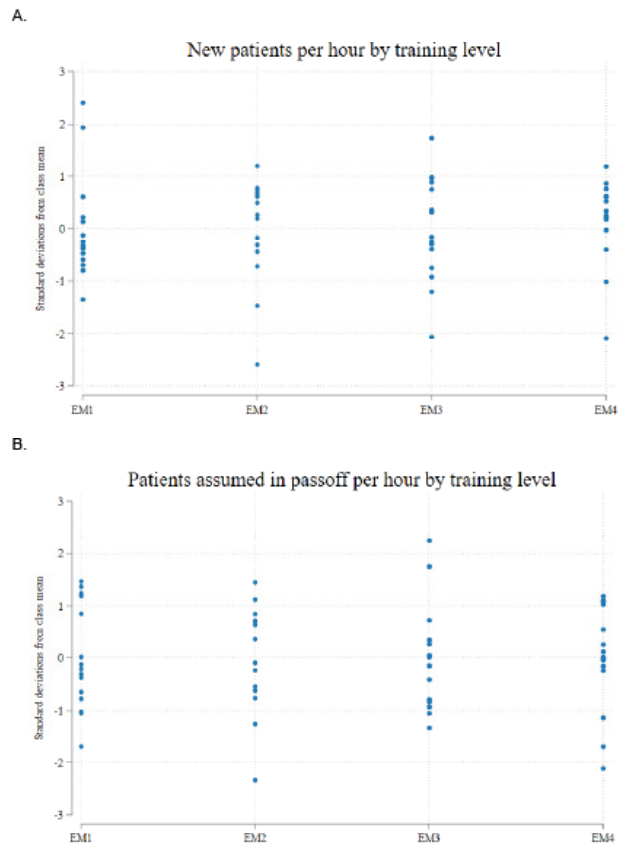 A.
New patients per hour by training level
Standard deviations from class mean
3
2
1
0
-1
-2
-3
EM1 EM2 EM3 EM4
B.
Patients assumed in passoff per hour by training level
Standard deviations from class mean
3
2
1
0
-1
-2
-3
EM1 EM2 EM3 EM4